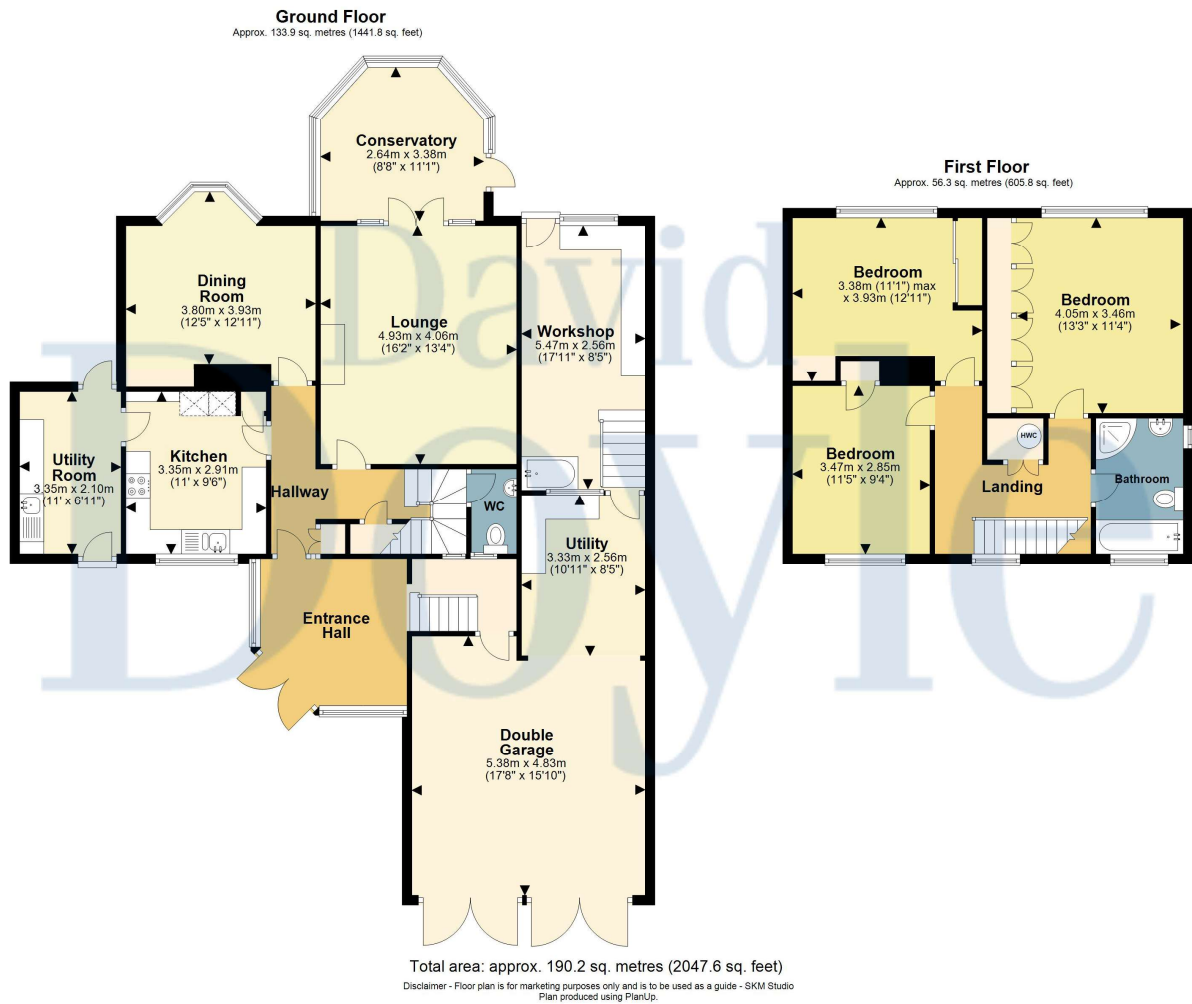 Ground Floor
Approx. 133.9 sq. metres (1441.8 sq. feet)
Conservatory
2.64m x 3.38m
(8'8" x 11'1")
Dining
Room
3.80m x 3.93m
(12'5" x 12'11")
Lounge
4.93m x 4.06m
(16'2" x 13'4")
Workshop
5.47m x 2.56m
(17'11" x 8'5")
Utility
Room
3.35m x 2.10m
(11' x 6'11")
Kitchen
3.35m x 2.91m
(11' x 9'6")
Hallway
WC
Utility
3.33m x 2.56m
(10'11" x 8'5")
Entrance
Hall
Double
Garage
5.38m x 4.83m
(17'8" x 15'10")
First Floor
Approx. 56.3 sq. metres (605.8 sq. feet)
Bedroom
3.38m (11'1") max
x 3.93m (12'11")
Bedroom
4.05m x 3.46m
(13'3" x 11'4")
Bedroom
3.47m x 2.85m
(11'5" x 9'4")
HWC
Landing
Bathroom
David
Doyle
Total area: approx. 190.2 sq. metres (2047.6 sq. feet)
Disclaimer - Floor plan is for marketing purposes only and is to be used as a guide - SKM Studio
Plan produced using PlanUp.